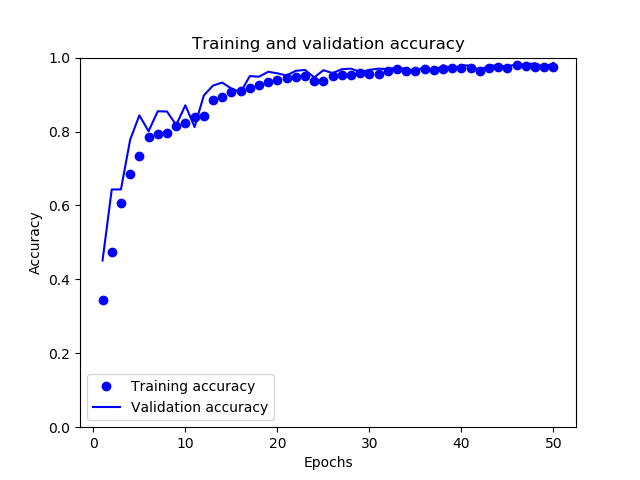 Training and validation accuracy
1.0
0.8
0.6
0.4
0.2
0.0
Accuracy
Training accuracy
Validation accuracy
0 10 20 30 40 50
Epochs